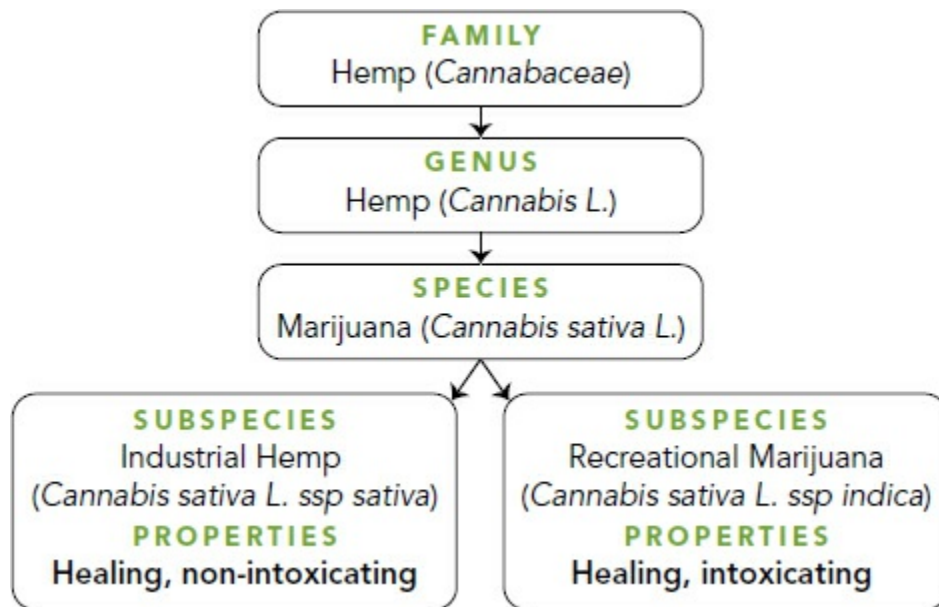 FAMILY
Hemp (Cannabaceae)
GENUS
Hemp (Cannabis L.)
SPECIES
Marijuana (Cannabis sativa L.)
SUBSPECIES
Industrial Hemp
(Cannabis sativa L. ssp sativa)
PROPERTIES
Healing, non-intoxicating
SUBSPECIES
Recreational Marijuana
(Cannabis sativa L. ssp indica)
PROPERTIES
Healing, intoxicating